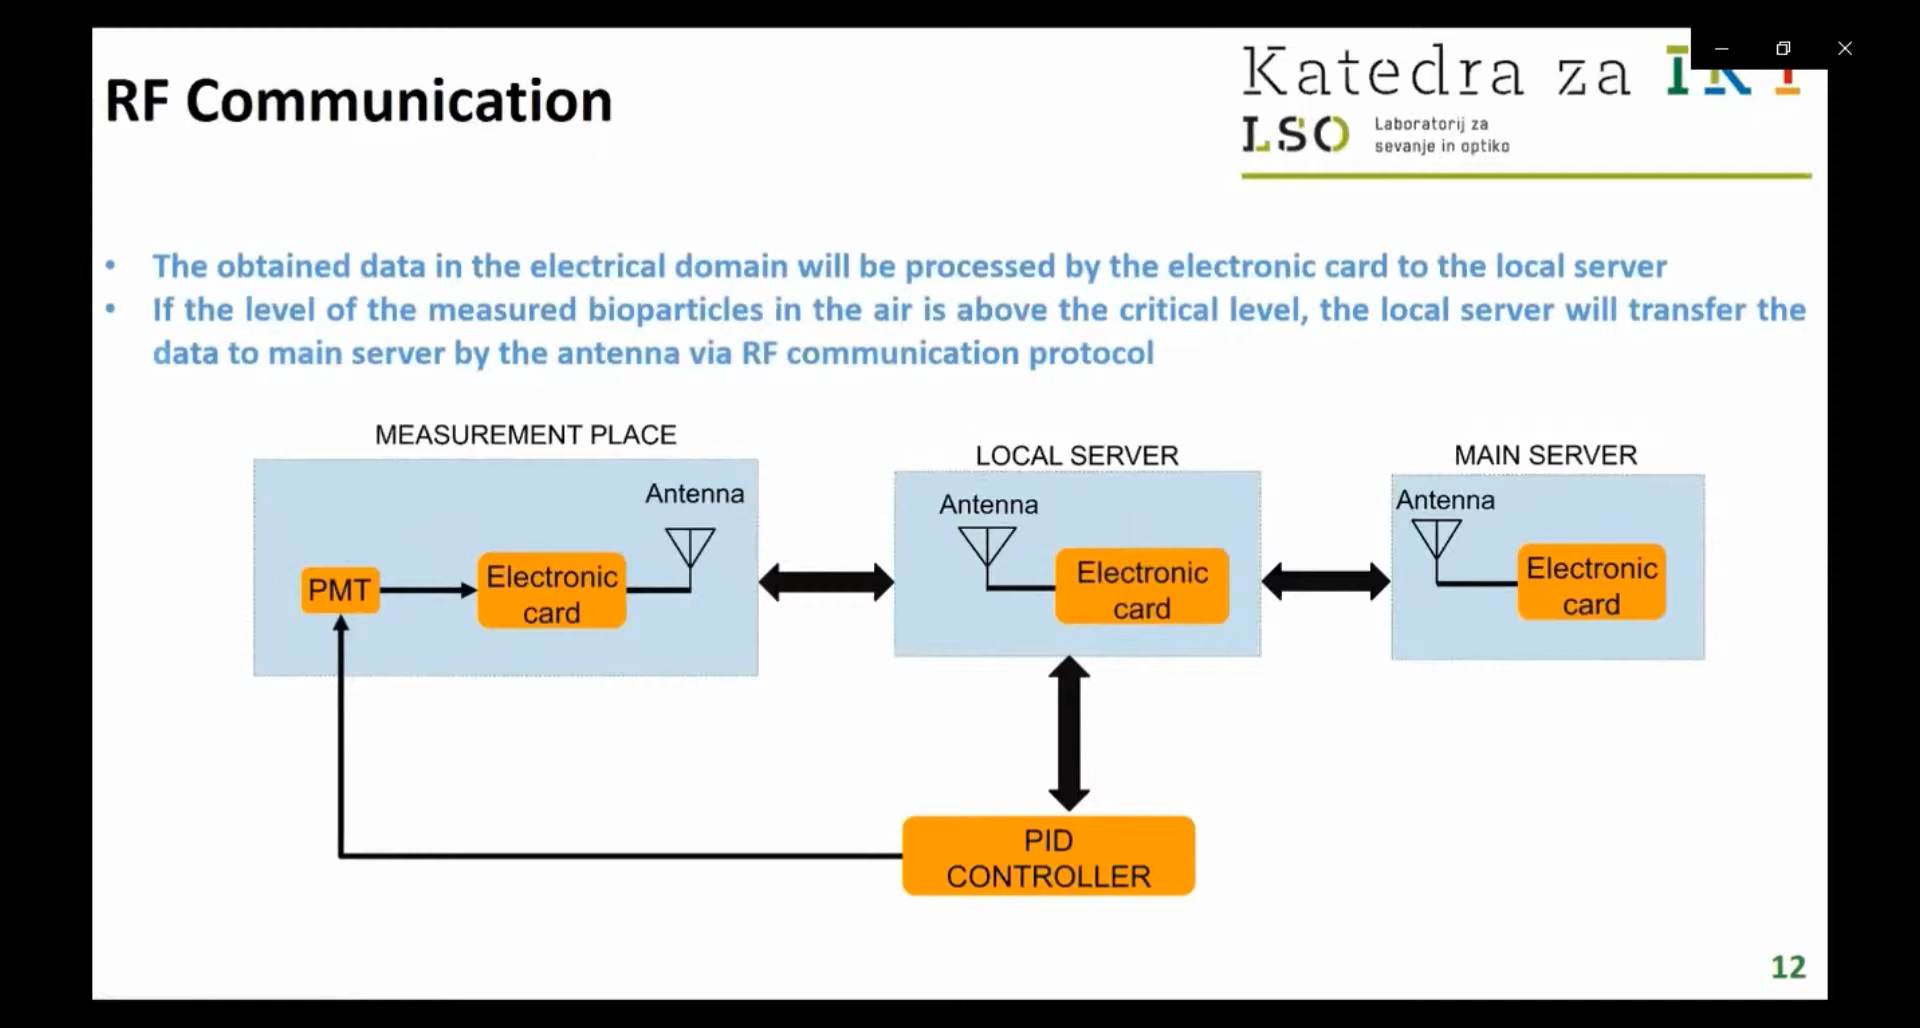 RF Communication
Katedra za IKT
LSO
Laboratorij za
sevanje in optiko
• The obtained data in the electrical domain will be processed by the electronic card to the local server
• If the level of the measured bioparticles in the air is above the critical level, the local server will transfer the
data to main server by the antenna via RF communication protocol
MEASUREMENT PLACE
LOCAL SERVER
MAIN SERVER
Antenna
Antenna
Antenna
PMT
Electronic
card
Electronic
card
Electronic
card
PID
CONTROLLER
12